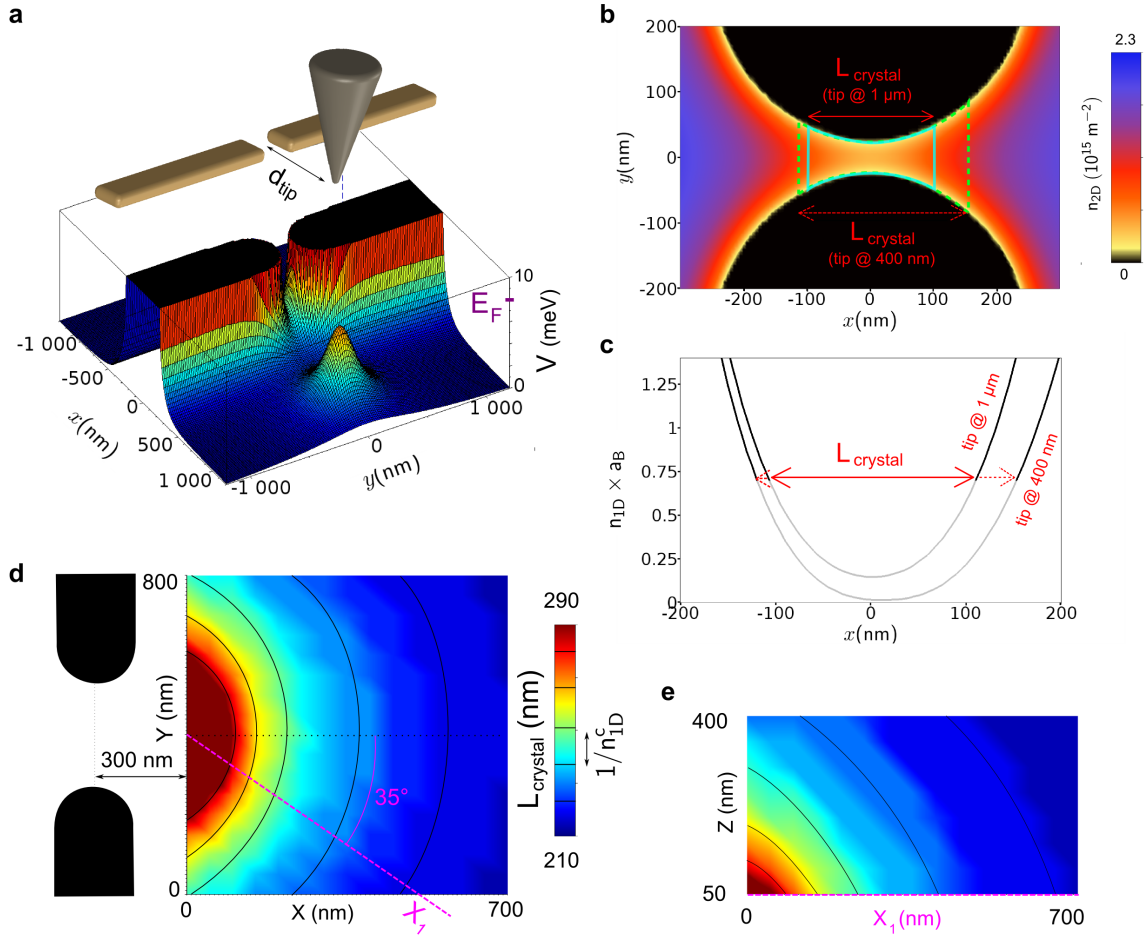 a
d_tip
E_F
10
0
V (meV)
-1 000
-500
0
500
1 000
x(nm)
-1 000
0
1 000
y(nm)
b
200
100
0
-100
-200
y(nm)
L crystal
(tip @ 1 µm)
L crystal
(tip @ 400 nm)
-200
-100
0
100
200
x(nm)
2.3
0
n_2D (10^15 m^−2)
c
1.25
1
0.75
0.5
0.25
0
n_1D × a_B
L crystal
tip @ 1 µm
tip @ 400 nm
-200
-100
0
100
200
x(nm)
d
300 nm
800
Y (nm)
0
0
X (nm)
700
35°
X_1
290
L_crystal (nm)
1/n^c_1D
210
e
400
Z (nm)
50
0
X_1(nm)
700